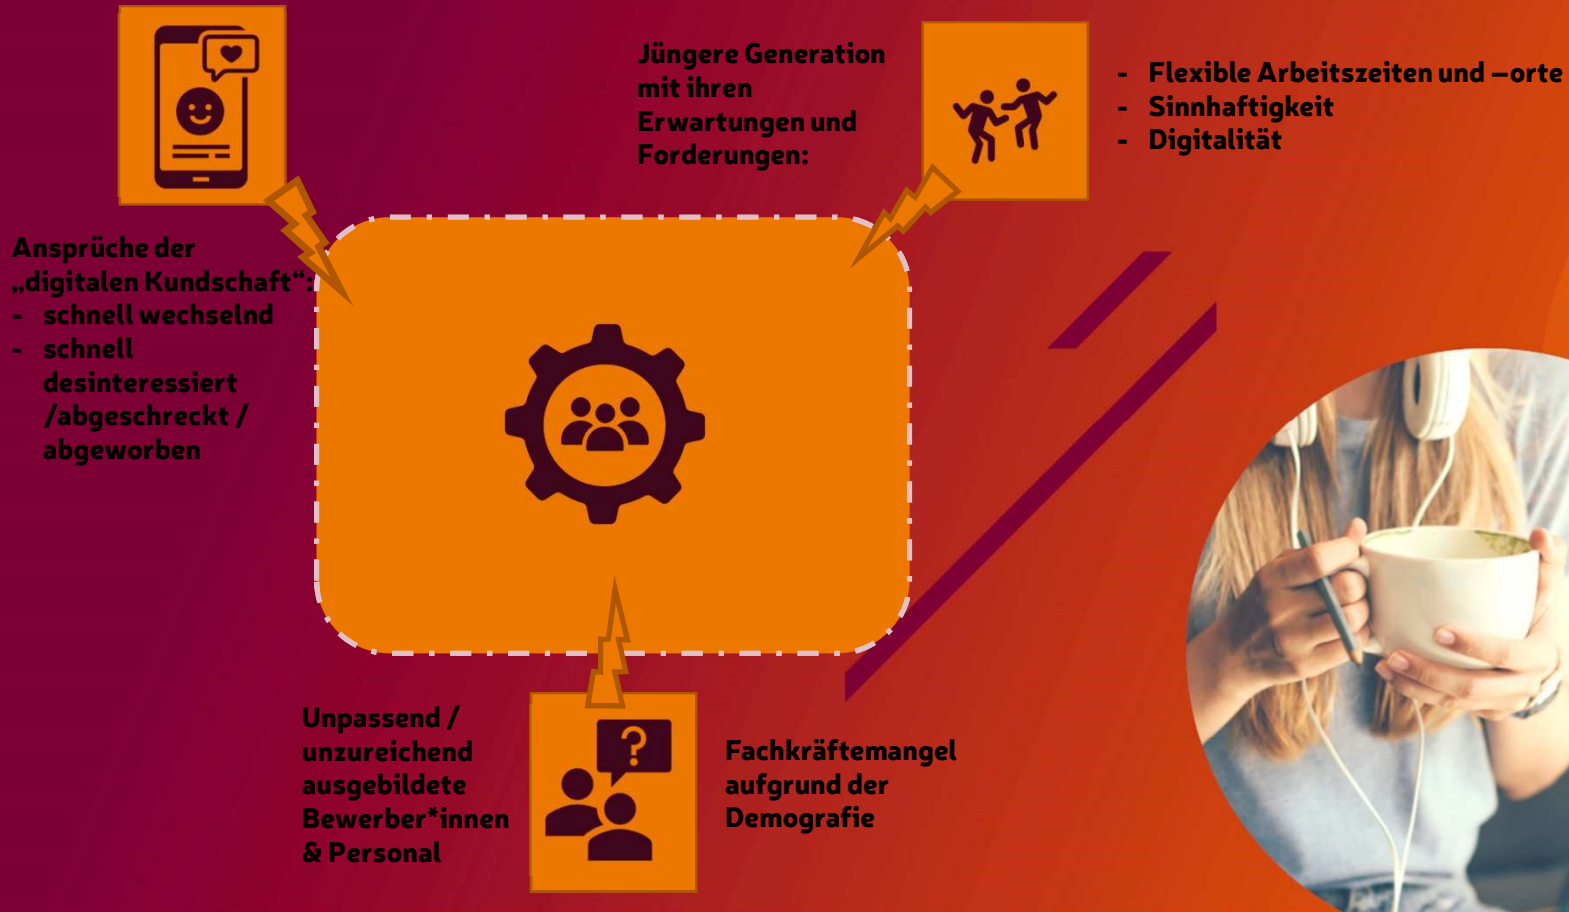 Jüngere Generation
mit ihren
Erwartungen und
Forderungen:
- Flexible Arbeitszeiten und –orte
- Sinnhaftigkeit
- Digitalität
Ansprüche der
„digitalen Kundschaft“:
- schnell wechselnd
- schnell
desinteressiert
/abgeschreckt /
abgeworben
Unpassend /
unzureichend
ausgebildete
Bewerber*innen
& Personal
?
Fachkräftemangel
aufgrund der
Demografie